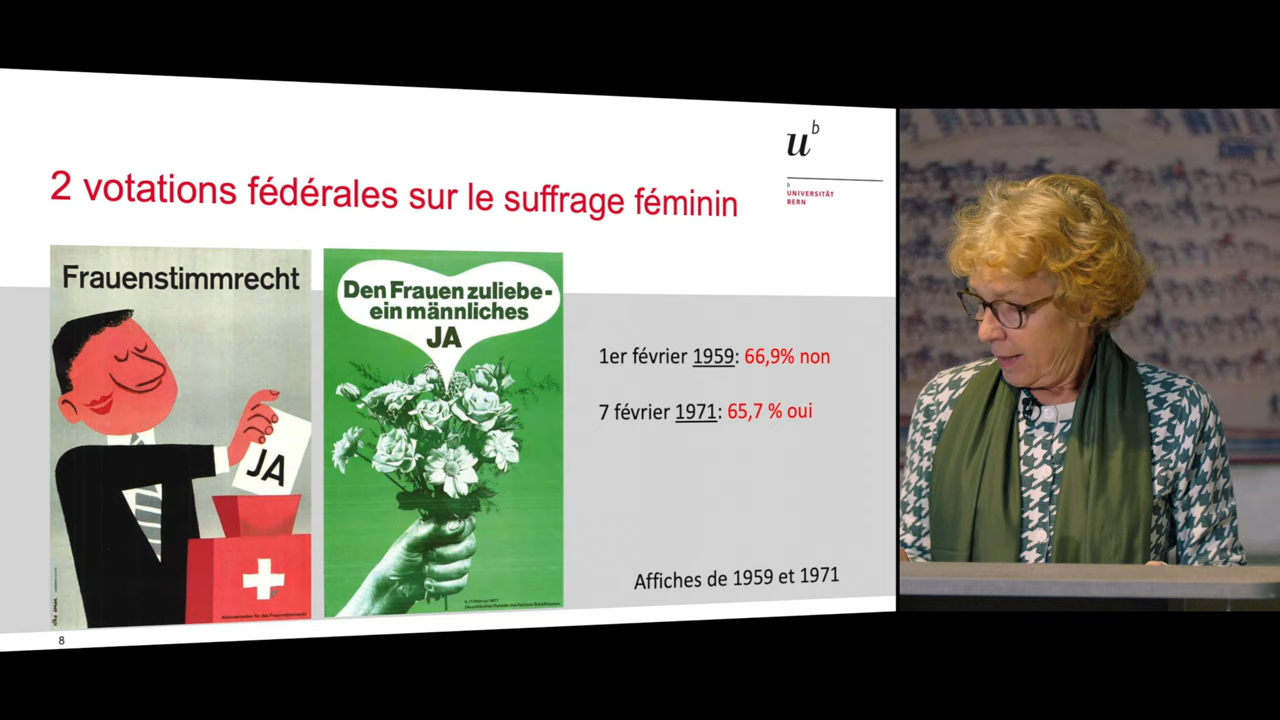 2 votations fédérales sur le suffrage féminin
u b
b
UNIVERSITÄT
BERN
Frauenstimmrecht
JA
Den Frauen zuliebe-
ein männliches
JA
1er février 1959: 66,9% non
7 février 1971: 65,7 % oui
Affiches de 1959 et 1971
8